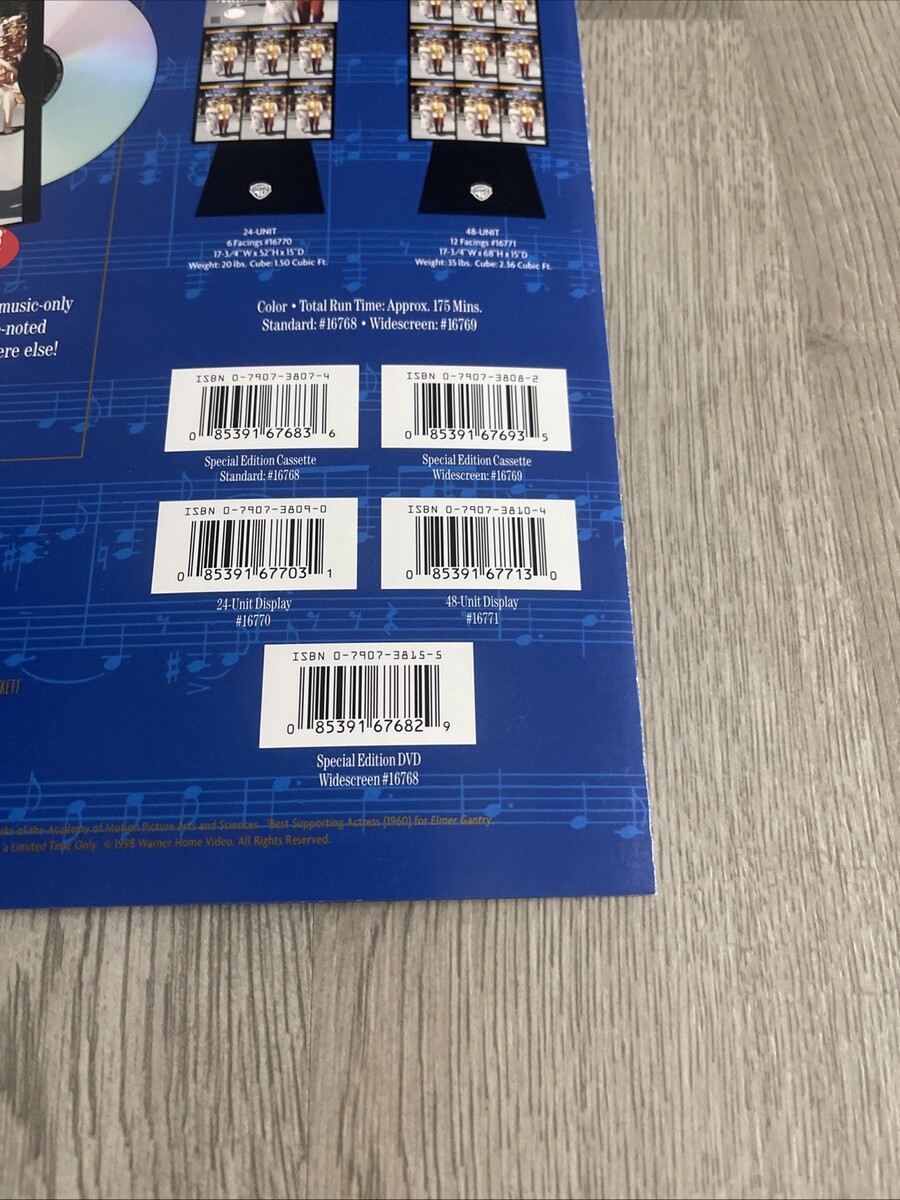 24-UNIT
6 Facings #16770
17-3/4" W x 52"H x 15"D
Weight: 20 lbs. Cube: 1.50 Cubic Ft.
48-UNIT
12 Facings #16771
17-3/4" W x 68"H x 15"D
Weight: 35 lbs. Cube: 2.36 Cubic Ft.
music-only
-noted
ere else!
Color • Total Run Time: Approx. 175 Mins.
Standard: #16768 • Widescreen: #16769
ISBN 0-7907-3807-4
0 85391 67683 6
Special Edition Cassette
Standard: #16768
ISBN 0-7907-3808-2
0 85391 67693 5
Special Edition Cassette
Widescreen: #16769
ISBN 0-7907-3809-0
0 85391 67703 1
24-Unit Display
#16770
ISBN 0-7907-3810-4
0 85391 67713 0
48-Unit Display
#16771
KETT
ISBN 0-7907-3815-5
0 85391 67682 9
Special Edition DVD
Widescreen #16768
rks of the Academy of Motion Picture Arts and Sciences. Best Supporting Actress (1960) for Elmer Gantry.
a Limited Time Only. © 1998 Warner Home Video. All Rights Reserved.